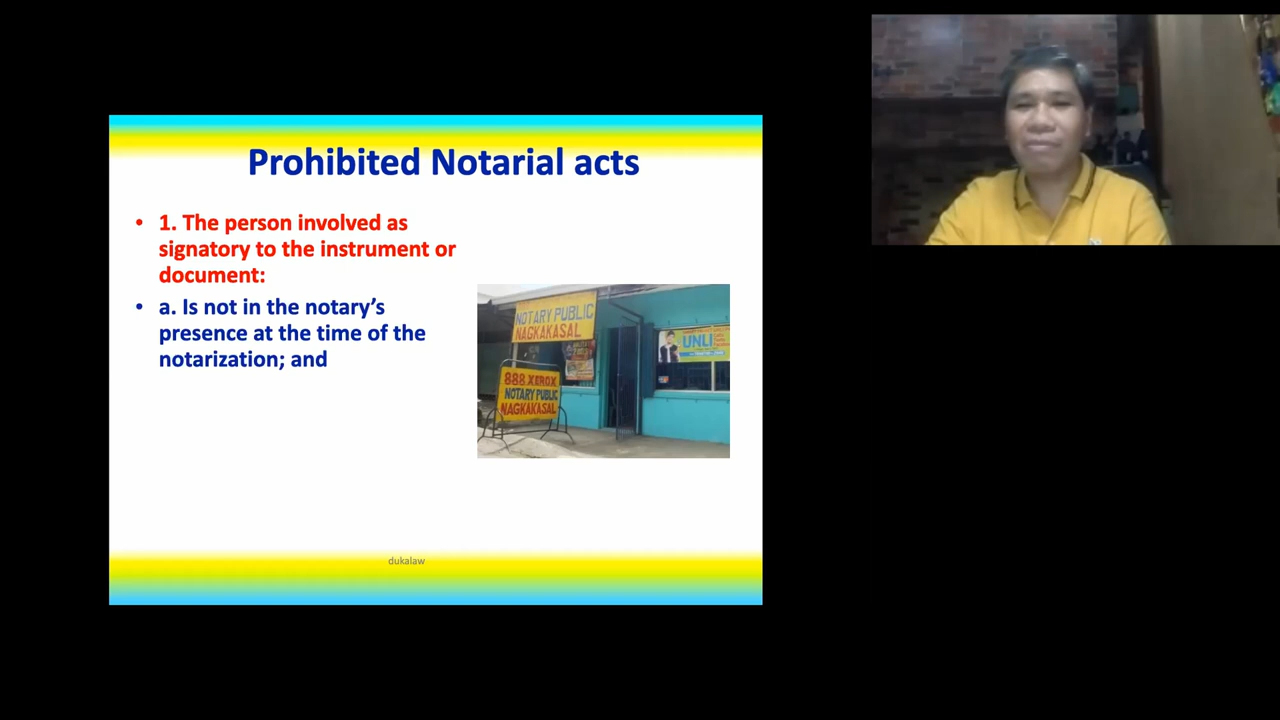 Prohibited Notarial acts
• 1. The person involved as
signatory to the instrument or
document:
• a. Is not in the notary's
presence at the time of the
notarization; and
NOTARY PUBLIC
NAGKAKASAL
UNLI
888 XEROX
NOTARY PUBLIC
NAGKAKASAL
dukalaw